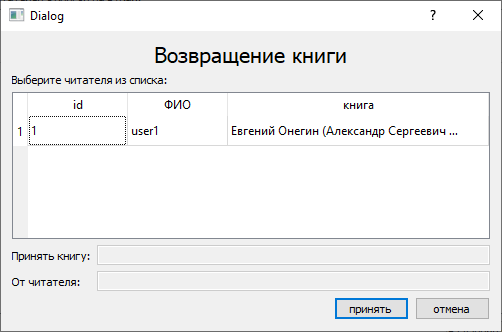 Dialog
?
Возвращение книги
Выберите читателя из списка:
id ФИО книга
1 1 user1 Евгений Онегин (Александр Сергеевич ...
Принять книгу:
От читателя:
принять отмена